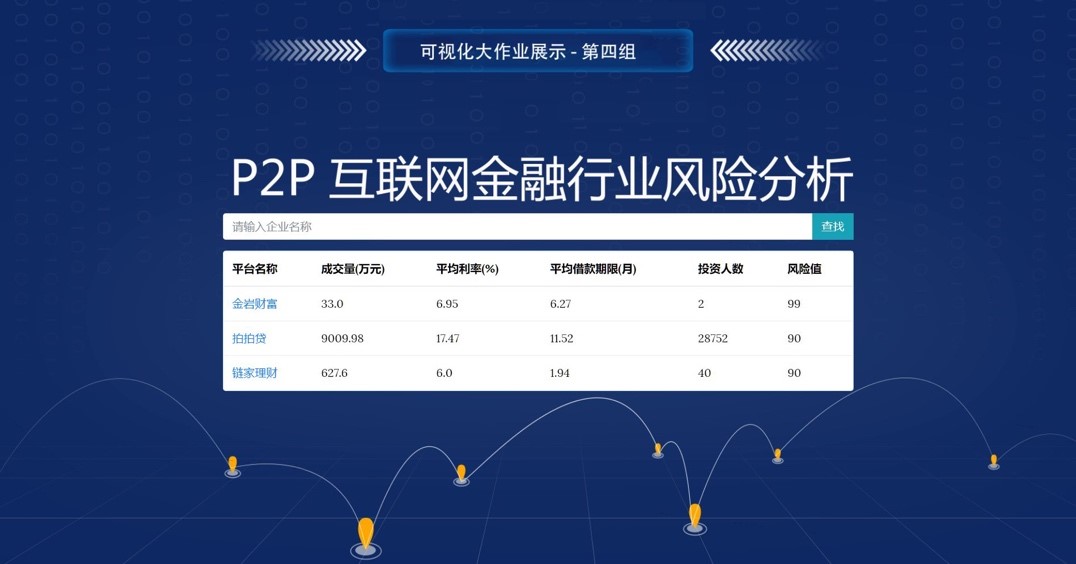 可视化大作业展示 - 第四组
P2P 互联网金融行业风险分析
请输入企业名称 查找
平台名称 成交量(万元) 平均利率(%) 平均借款期限(月) 投资人数 风险值
金岩财富 33.0 6.95 6.27 2 99
拍拍贷 9009.98 17.47 11.52 28752 90
链家理财 627.6 6.0 1.94 40 90